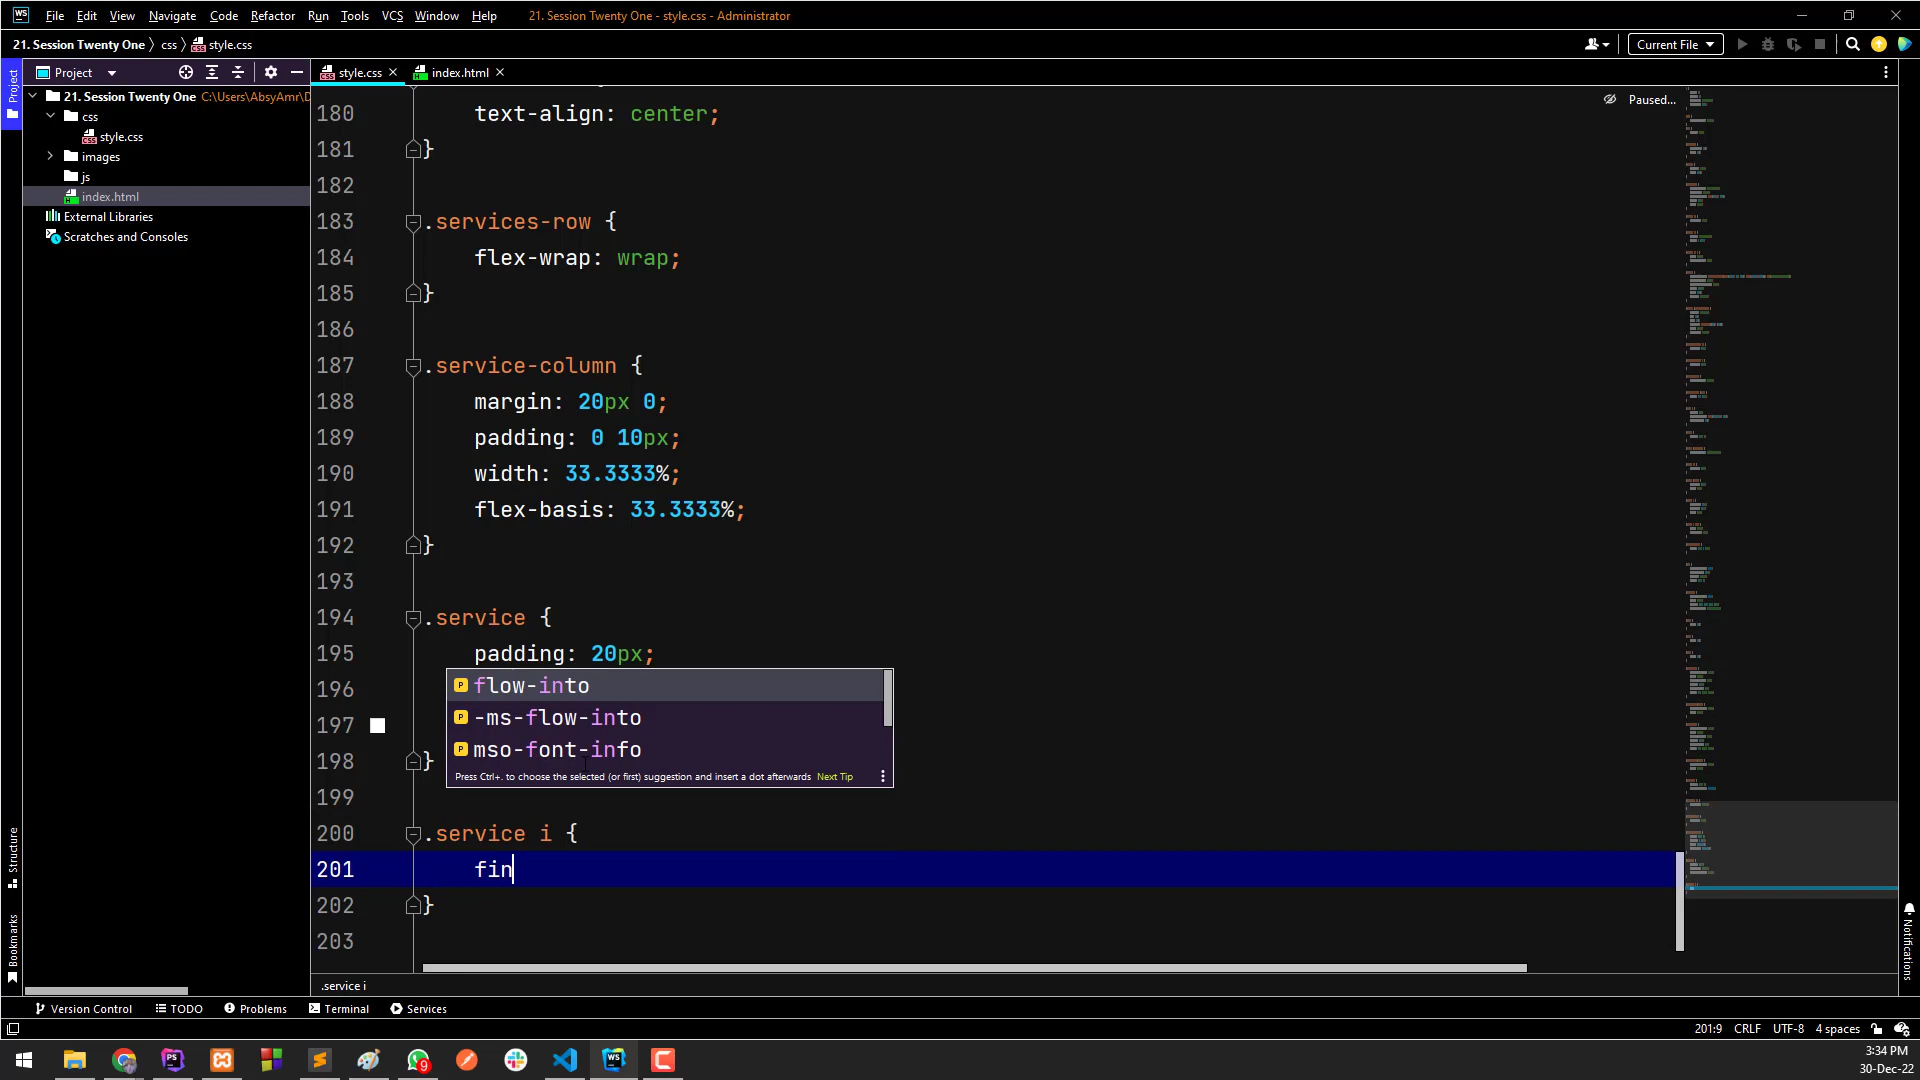 File Edit View Navigate Code Refactor Run Tools VCS Window Help 21. Session Twenty One - style.css - Administrator
21. Session Twenty One css style.css Current File
Project style.css index.html
Project
21. Session Twenty One C:\Users\AbsyAmr\D
css
style.css
images
js
index.html
External Libraries
Scratches and Consoles
Paused...
180 text-align: center;
181 }
182
183 .services-row {
184 flex-wrap: wrap;
185 }
186
187 .service-column {
188 margin: 20px 0;
189 padding: 0 10px;
190 width: 33.3333%;
191 flex-basis: 33.3333%;
192 }
193
194 .service {
195 padding: 20px;
196
197
198 }
flow-into
-ms-flow-into
mso-font-info
Press Ctrl+. to choose the selected (or first) suggestion and insert a dot afterwards Next Tip
199
200 .service i {
201 fin
202 }
203
.service i
Structure
Bookmarks
Notifications
Version Control TODO Problems Terminal Services
201:9 CRLF UTF-8 4 spaces
9
3:34 PM
30-Dec-22